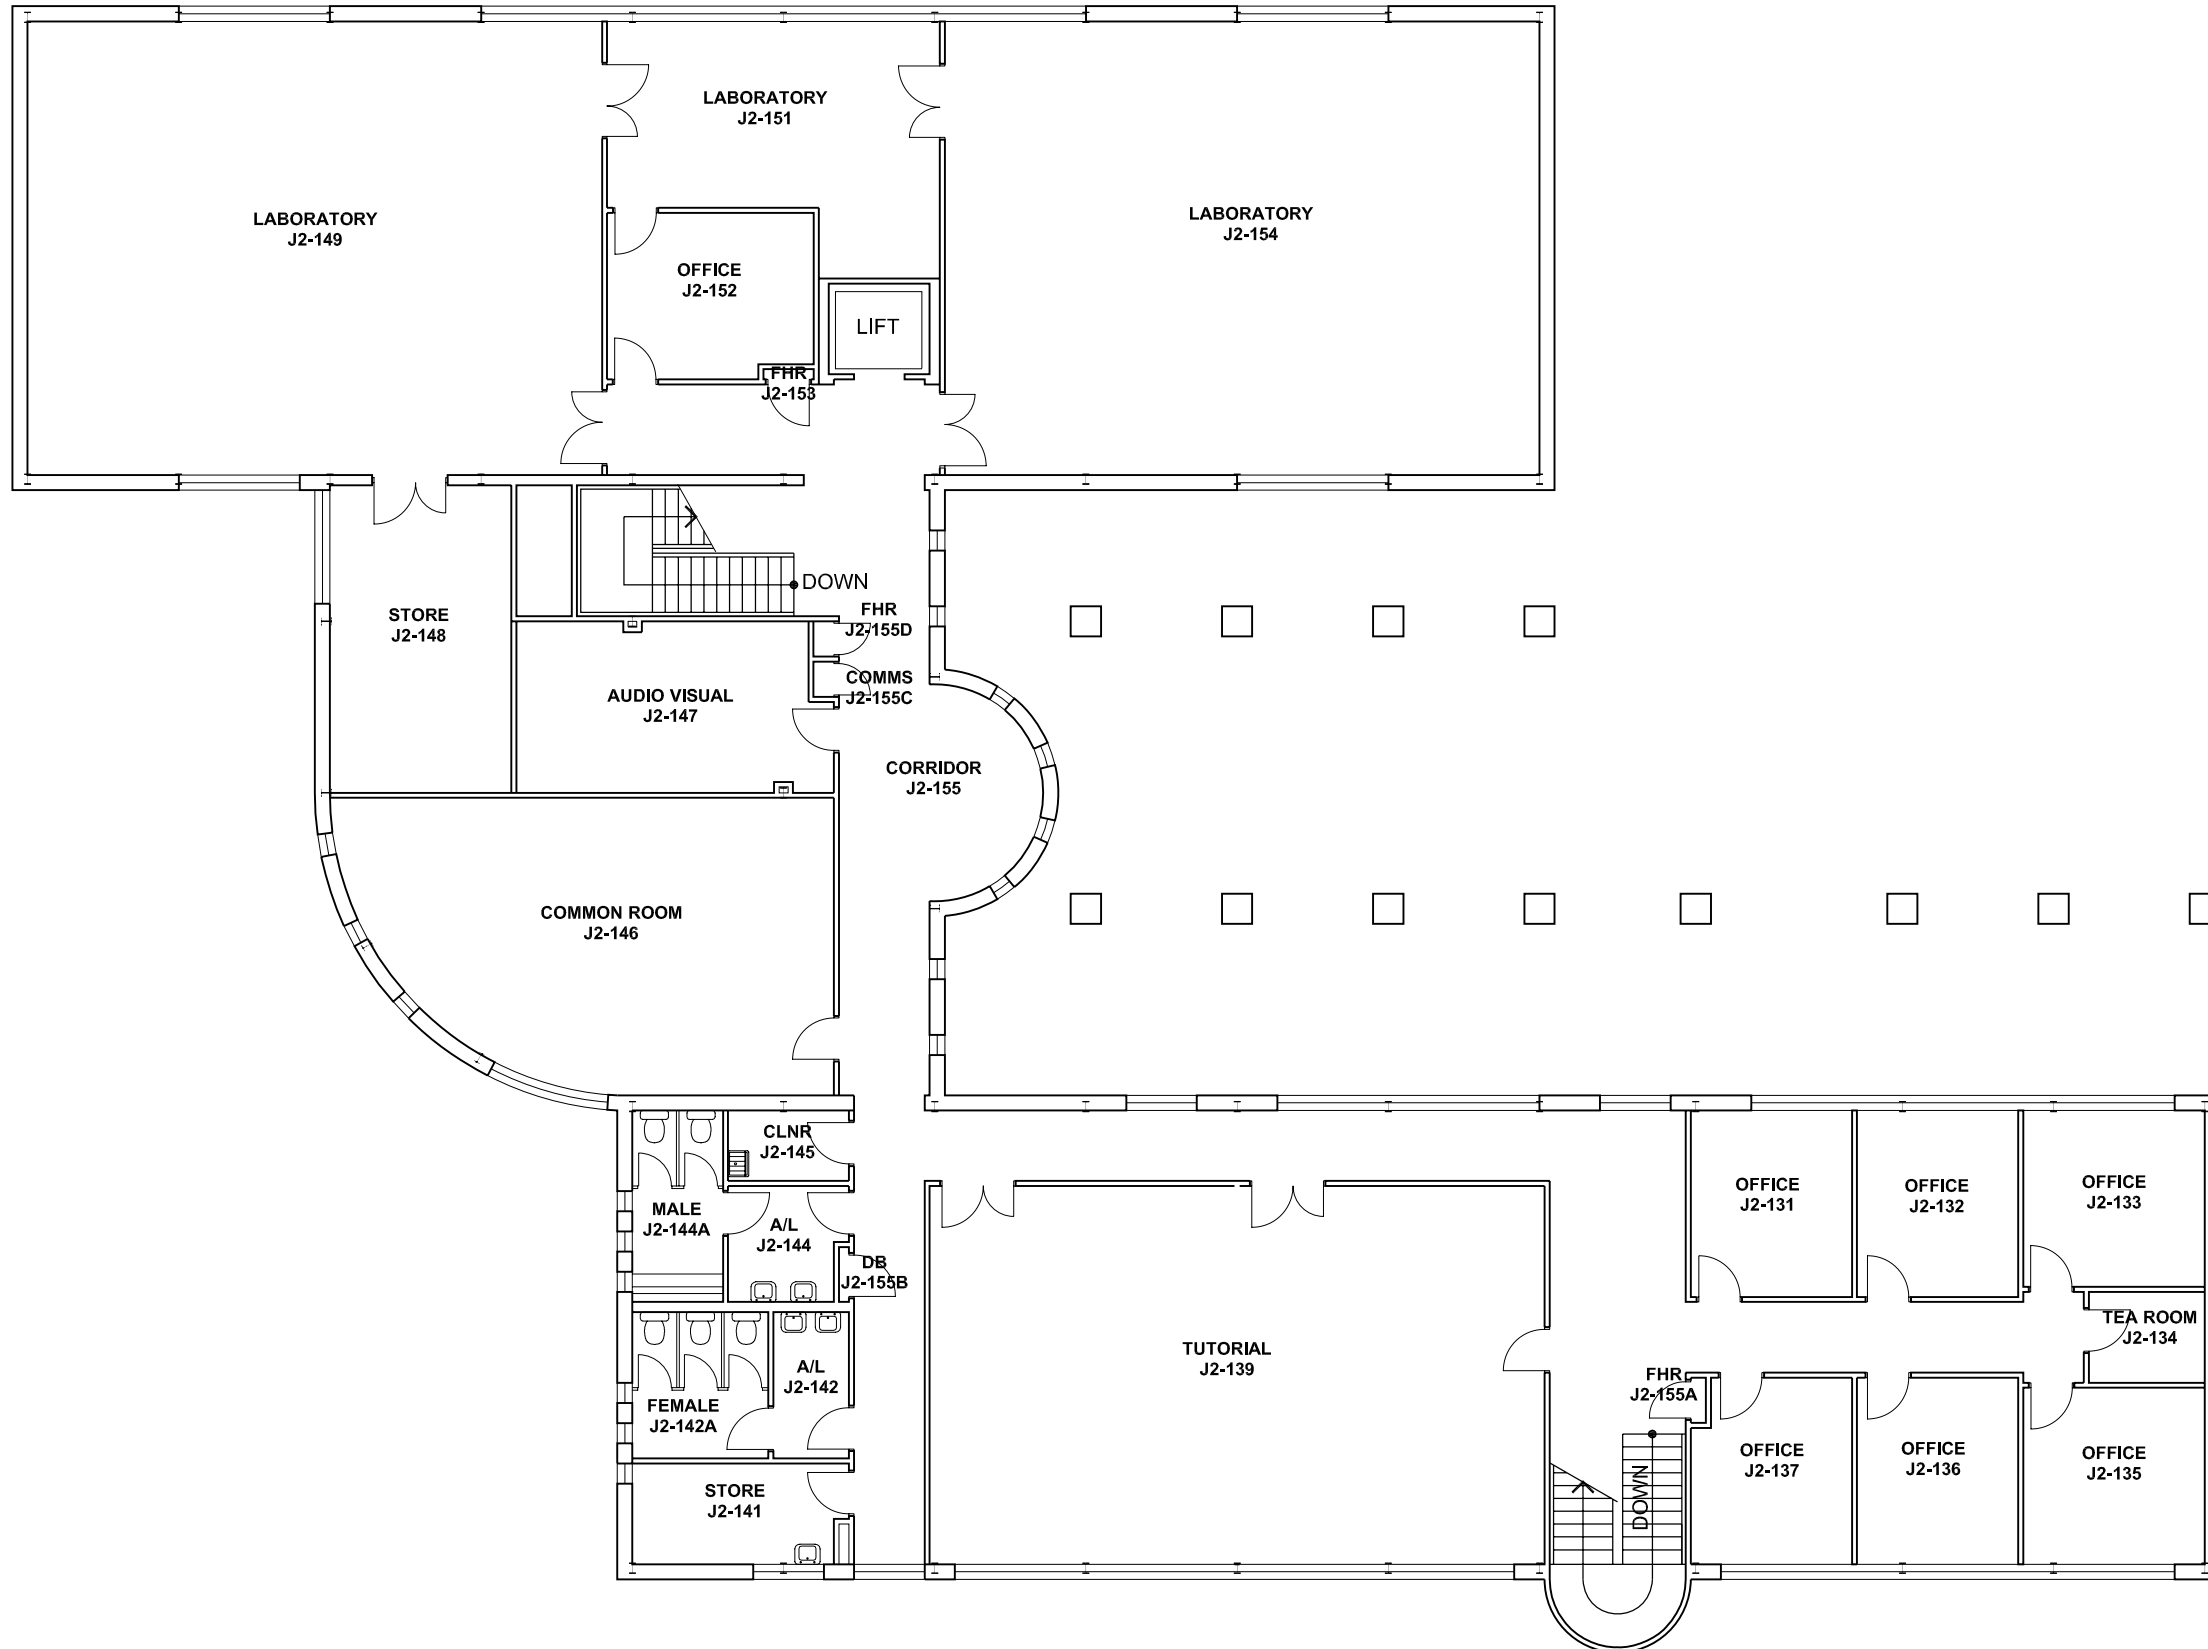 LABORATORY
J2-151
LABORATORY
J2-149
LABORATORY
J2-154
OFFICE
J2-152
LIFT
FHR
J2-153
DOWN
STORE
J2-148
FHR
J2-155D
AUDIO VISUAL
J2-147
COMMS
J2-155C
CORRIDOR
J2-155
COMMON ROOM
J2-146
CLNR
J2-145
MALE
J2-144A
A/L
J2-144
DB
J2-155B
OFFICE
J2-131
OFFICE
J2-132
OFFICE
J2-133
TEA ROOM
J2-134
TUTORIAL
J2-139
A/L
J2-142
FEMALE
J2-142A
FHR
J2-155A
STORE
J2-141
DOWN
OFFICE
J2-137
OFFICE
J2-136
OFFICE
J2-135